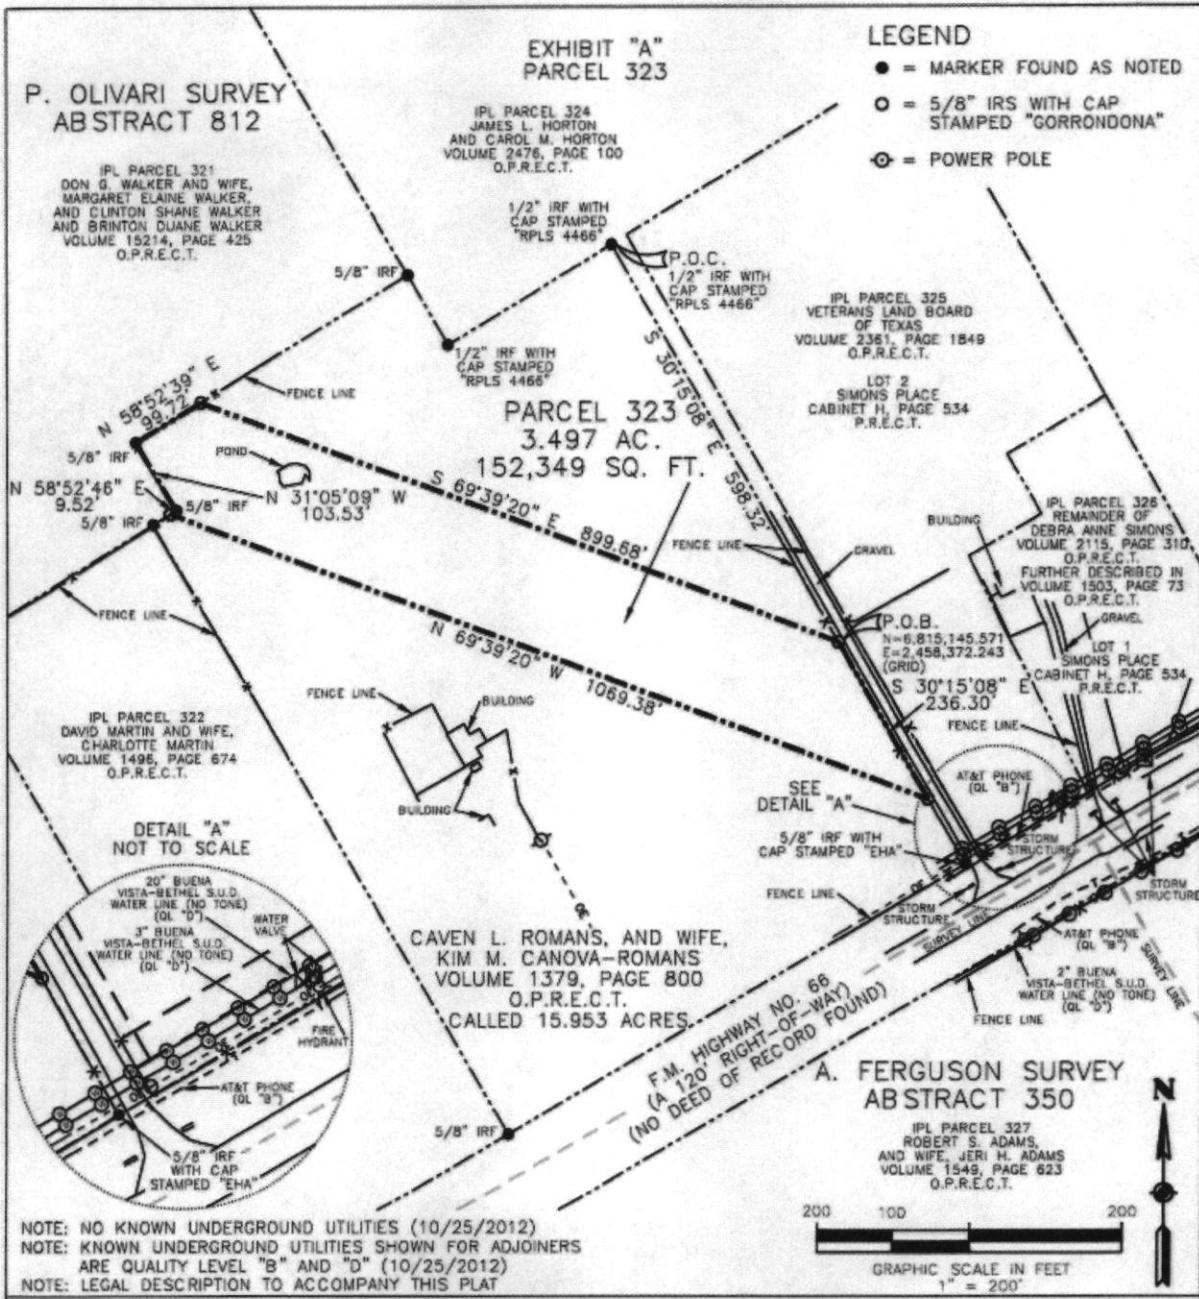 EXHIBIT "A"
PARCEL 323
LEGEND
● = MARKER FOUND AS NOTED
○ = 5/8" IRS WITH CAP
STAMPED "GORRONDONA"
= POWER POLE
P. OLIVARI SURVEY
ABSTRACT 812
IPL PARCEL 321
DON G. WALKER AND WIFE,
MARGARET ELAINE WALKER,
AND CLINTON SHANE WALKER
AND BRINTON DUANE WALKER
VOLUME 15214, PAGE 425
O.P.R.E.C.T.
IPL PARCEL 324
JAMES L. HORTON
AND CAROL M. HORTON
VOLUME 2476, PAGE 100
O.P.R.E.C.T.
1/2" IRF WITH
CAP STAMPED
"RPLS 4466"
P.O.C.
1/2" IRF WITH
CAP STAMPED
"RPLS 4466"
5/8" IRF
1/2" IRF WITH
CAP STAMPED
"RPLS 4466"
IPL PARCEL 325
VETERANS LAND BOARD
OF TEXAS
VOLUME 2361, PAGE 1849
O.P.R.E.C.T.
LOT 2
SIMONS PLACE
CABINET H, PAGE 534
P.R.E.C.T.
S 30°15'08" E 598.32'
N 58°52'39" E
99.72'
FENCE LINE
5/8" IRF
POND
PARCEL 323
3.497 AC.
152,349 SQ. FT.
N 58°52'46" E
9.52'
5/8" IRF
5/8" IRF
N 31°05'09" W
103.53'
S 69°39'20" E 899.68'
FENCE LINE
GRAVEL
BUILDING
IPL PARCEL 326
REMAINDER OF
DEBRA ANNE SIMONS
VOLUME 2115, PAGE 310,
O.P.R.E.C.T.
FURTHER DESCRIBED IN
VOLUME 1503, PAGE 73
O.P.R.E.C.T.
GRAVEL
LOT 1
SIMONS PLACE
CABINET H, PAGE 534
P.R.E.C.T.
P.O.B.
N=6,815,145.571
E=2,458,372.243
(GRID)
S 30°15'08" E
236.30'
FENCE LINE
FENCE LINE
N 69°39'20" W 1069.38'
FENCE LINE
BUILDING
BUILDING
IPL PARCEL 322
DAVID MARTIN AND WIFE,
CHARLOTTE MARTIN
VOLUME 1496, PAGE 674
O.P.R.E.C.T.
SEE
DETAIL "A"
AT&T PHONE
(QL "B")
5/8" IRF WITH
CAP STAMPED "EHA"
STORM
STRUCTURE
FENCE LINE
OE
STORM
STRUCTURE
SURVEY LINE
STORM
STRUCTURE
AT&T PHONE
(QL "B")
SURVEY LINE
2" BUENA
VISTA-BETHEL S.U.D.
WATER LINE (NO TONE)
(QL "D")
FENCE LINE
OE
DETAIL "A"
NOT TO SCALE
20" BUENA
VISTA-BETHEL S.U.D.
WATER LINE (NO TONE)
(QL "D")
3" BUENA
VISTA-BETHEL S.U.D.
WATER LINE (NO TONE)
(QL "D")
WATER
VALVE
FIRE
HYDRANT
AT&T PHONE
(QL "B")
5/8" IRF
WITH CAP
STAMPED "EHA"
CAVEN L. ROMANS, AND WIFE,
KIM M. CANOVA-ROMANS
VOLUME 1379, PAGE 800
O.P.R.E.C.T.
CALLED 15.953 ACRES
5/8" IRF
F.M. HIGHWAY NO. 66
(A 120' RIGHT-OF-WAY)
(NO DEED OF RECORD FOUND)
A. FERGUSON SURVEY
ABSTRACT 350
IPL PARCEL 327
ROBERT S. ADAMS,
AND WIFE, JERI H. ADAMS
VOLUME 1549, PAGE 623
O.P.R.E.C.T.
N
200 100 200
GRAPHIC SCALE IN FEET
1" = 200'
NOTE: NO KNOWN UNDERGROUND UTILITIES (10/25/2012)
NOTE: KNOWN UNDERGROUND UTILITIES SHOWN FOR ADJOINERS
ARE QUALITY LEVEL "B" AND "D" (10/25/2012)
NOTE: LEGAL DESCRIPTION TO ACCOMPANY THIS PLAT